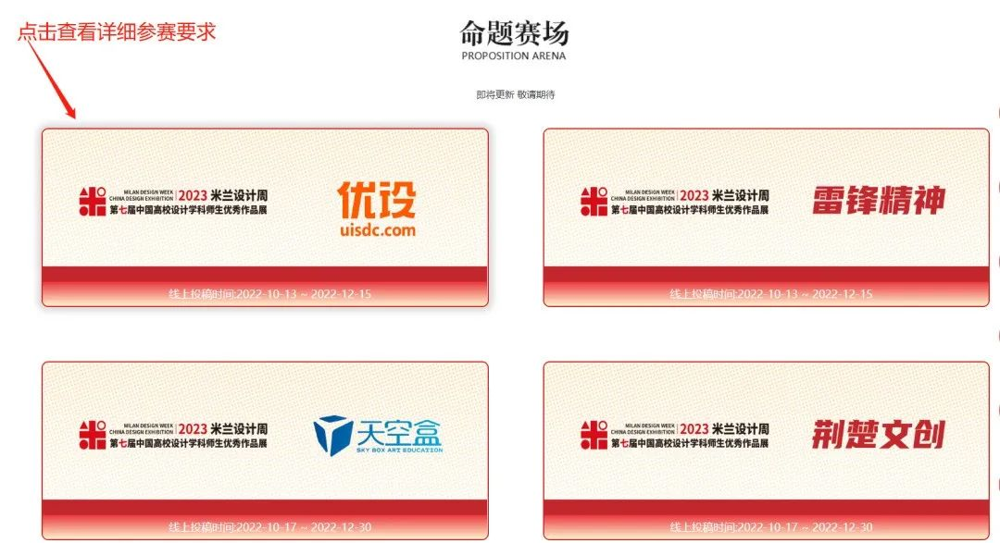 点击查看详细参赛要求
命题赛场
PROPOSITION ARENA
即将更新 敬请期待
米
MILAN DESIGN WEEK
CHINA DESIGN EXHIBITION
2023 米兰设计周
第七届中国高校设计学科师生优秀作品展
优设
uisdc.com
线上投稿时间:2022-10-13 ~ 2022-12-15
米
MILAN DESIGN WEEK
CHINA DESIGN EXHIBITION
2023 米兰设计周
第七届中国高校设计学科师生优秀作品展
雷锋精神
线上投稿时间:2022-10-13 ~ 2022-12-15
米
MILAN DESIGN WEEK
CHINA DESIGN EXHIBITION
2023 米兰设计周
第七届中国高校设计学科师生优秀作品展
天空盒
SKY BOX ART EDUCATION
线上投稿时间:2022-10-17 ~ 2022-12-30
米
MILAN DESIGN WEEK
CHINA DESIGN EXHIBITION
2023 米兰设计周
第七届中国高校设计学科师生优秀作品展
荆楚文创
线上投稿时间:2022-10-17 ~ 2022-12-30